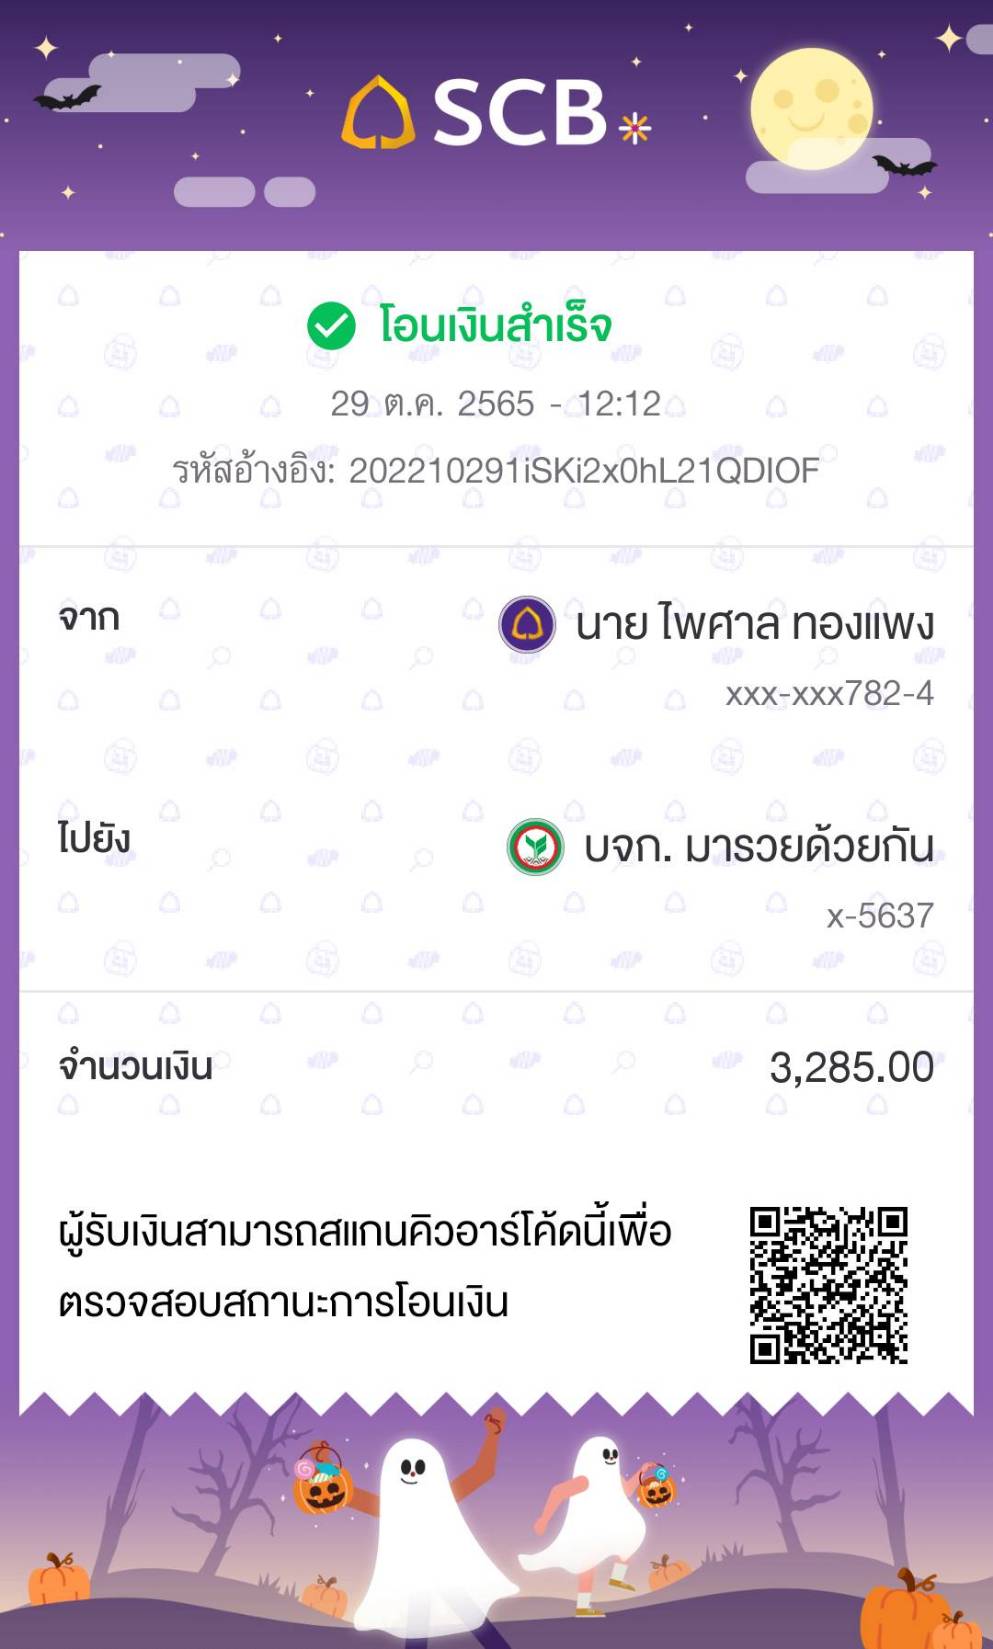 SCB
โอนเงินสำเร็จ
29 ต.ค. 2565 - 12:12
รหัสอ้างอิง: 202210291iSKi2x0hL21QDIOF
จาก
นาย ไพศาล ทองแพง
xxx-xxx782-4
ไปยัง
บจก. มารวยด้วยกัน
x-5637
จำนวนเงิน
3,285.00
ผู้รับเงินสามารถสแกนคิวอาร์โค้ดนี้เพื่อ
ตรวจสอบสถานะการโอนเงิน